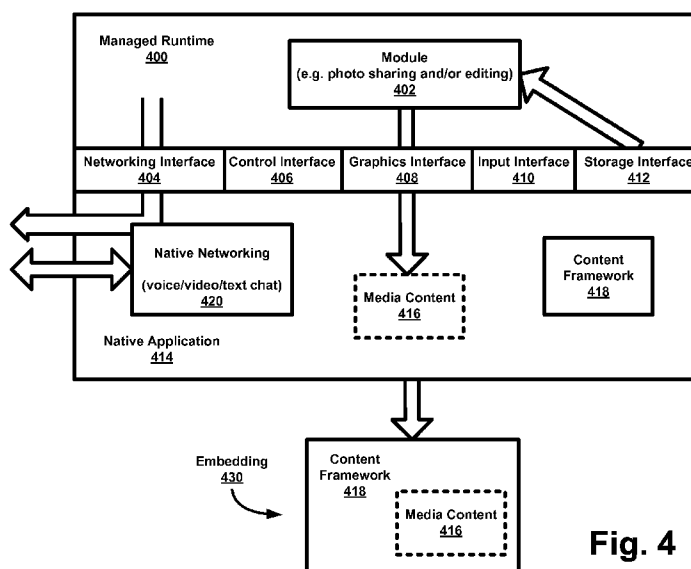 Managed Runtime
400
Module
(e.g. photo sharing and/or editing)
402
Networking Interface
404
Control Interface
406
Graphics Interface
408
Input Interface
410
Storage Interface
412
Native Networking
(voice/video/text chat)
420
Media Content
416
Content
Framework
418
Native Application
414
Embedding
430
Content
Framework
418
Media Content
416
Fig. 4